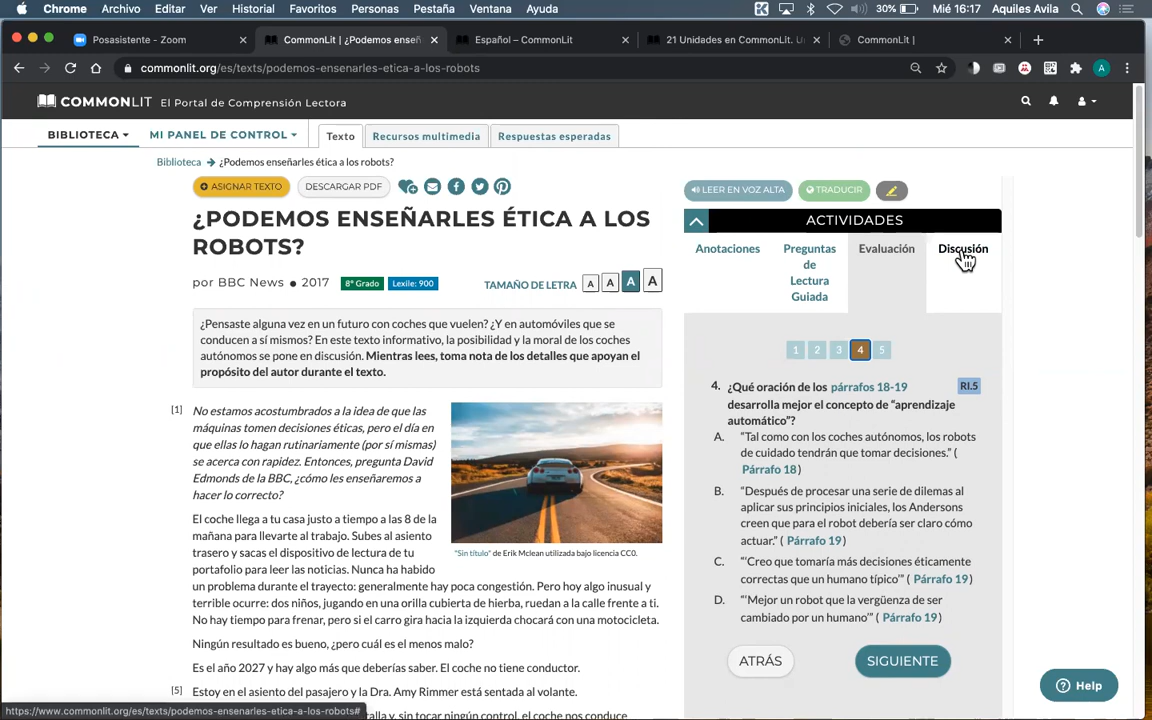 Chrome Archivo Editar Ver Historial Favoritos Personas Pestaña Ventana Ayuda 30% Mié 16:17 Aquiles Avila
Posasistente - Zoom × CommonLit | ¿Podemos enseñ × Español – CommonLit × 21 Unidades en CommonLit. U × CommonLit | × +
commonlit.org/es/texts/podemos-ensenarles-etica-a-los-robots A
COMMONLIT El Portal de Comprensión Lectora
BIBLIOTECA MI PANEL DE CONTROL Texto Recursos multimedia Respuestas esperadas
Biblioteca → ¿Podemos enseñarles ética a los robots?
ASIGNAR TEXTO DESCARGAR PDF
¿PODEMOS ENSEÑARLES ÉTICA A LOS
ROBOTS?
por BBC News ● 2017 8º Grado Lexile: 900 TAMAÑO DE LETRA A A A A
¿Pensaste alguna vez en un futuro con coches que vuelen? ¿Y en automóviles que se
conducen a sí mismos? En este texto informativo, la posibilidad y la moral de los coches
autónomos se pone en discusión. Mientras lees, toma nota de los detalles que apoyan el
propósito del autor durante el texto.
[1] No estamos acostumbrados a la idea de que las
máquinas tomen decisiones éticas, pero el día en
que ellas lo hagan rutinariamente (por sí mismas)
se acerca con rapidez. Entonces, pregunta David
Edmonds de la BBC, ¿cómo les enseñaremos a
hacer lo correcto?
El coche llega a tu casa justo a tiempo a las 8 de la
mañana para llevarte al trabajo. Subes al asiento
trasero y sacas el dispositivo de lectura de tu
portafolio para leer las noticias. Nunca ha habido
un problema durante el trayecto: generalmente hay poca congestión. Pero hoy algo inusual y
terrible ocurre: dos niños, jugando en una orilla cubierta de hierba, ruedan a la calle frente a ti.
No hay tiempo para frenar, pero si el carro gira hacia la izquierda chocará con una motocicleta.
"Sin título" de Erik Mclean utilizada bajo licencia CC0.
Ningún resultado es bueno, ¿pero cuál es el menos malo?
Es el año 2027 y hay algo más que deberías saber. El coche no tiene conductor.
[5] Estoy en el asiento del pasajero y la Dra. Amy Rimmer está sentada al volante.
talla y, sin tocar ningún control, el coche nos conduce
LEER EN VOZ ALTA TRADUCIR
ACTIVIDADES
Anotaciones Preguntas de Lectura Guiada Evaluación Discusión
1 2 3 4 5
4. ¿Qué oración de los párrafos 18-19 RI.5
desarrolla mejor el concepto de “aprendizaje
automático”?
A. “Tal como con los coches autónomos, los robots
de cuidado tendrán que tomar decisiones.” (
Párrafo 18)
B. “Después de procesar una serie de dilemas al
aplicar sus principios iniciales, los Andersons
creen que para el robot debería ser claro cómo
actuar.” ( Párrafo 19)
C. “‘Creo que tomaría más decisiones éticamente
correctas que un humano típico’” ( Párrafo 19)
D. “‘Mejor un robot que la vergüenza de ser
cambiado por un humano’” ( Párrafo 19)
ATRÁS SIGUIENTE
Help
https://www.commonlit.org/es/texts/podemos-ensenarles-etica-a-los-robots#